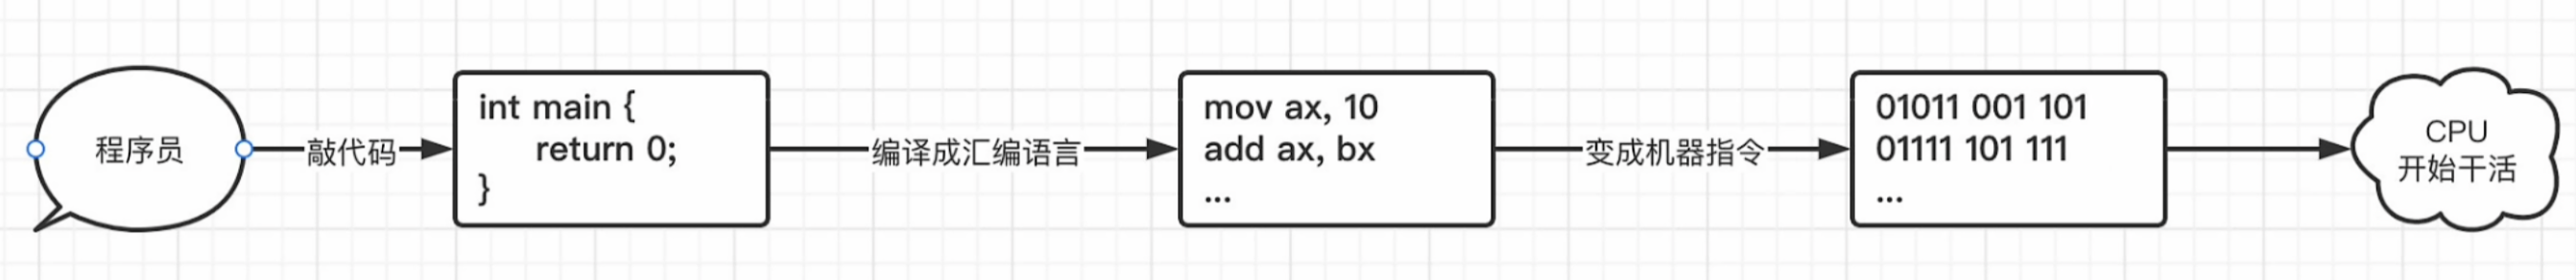 程序员
敲代码
int main {
return 0;
}
编译成汇编语言
mov ax, 10
add ax, bx
...
变成机器指令
01011 001 101
01111 101 111
...
CPU
开始干活